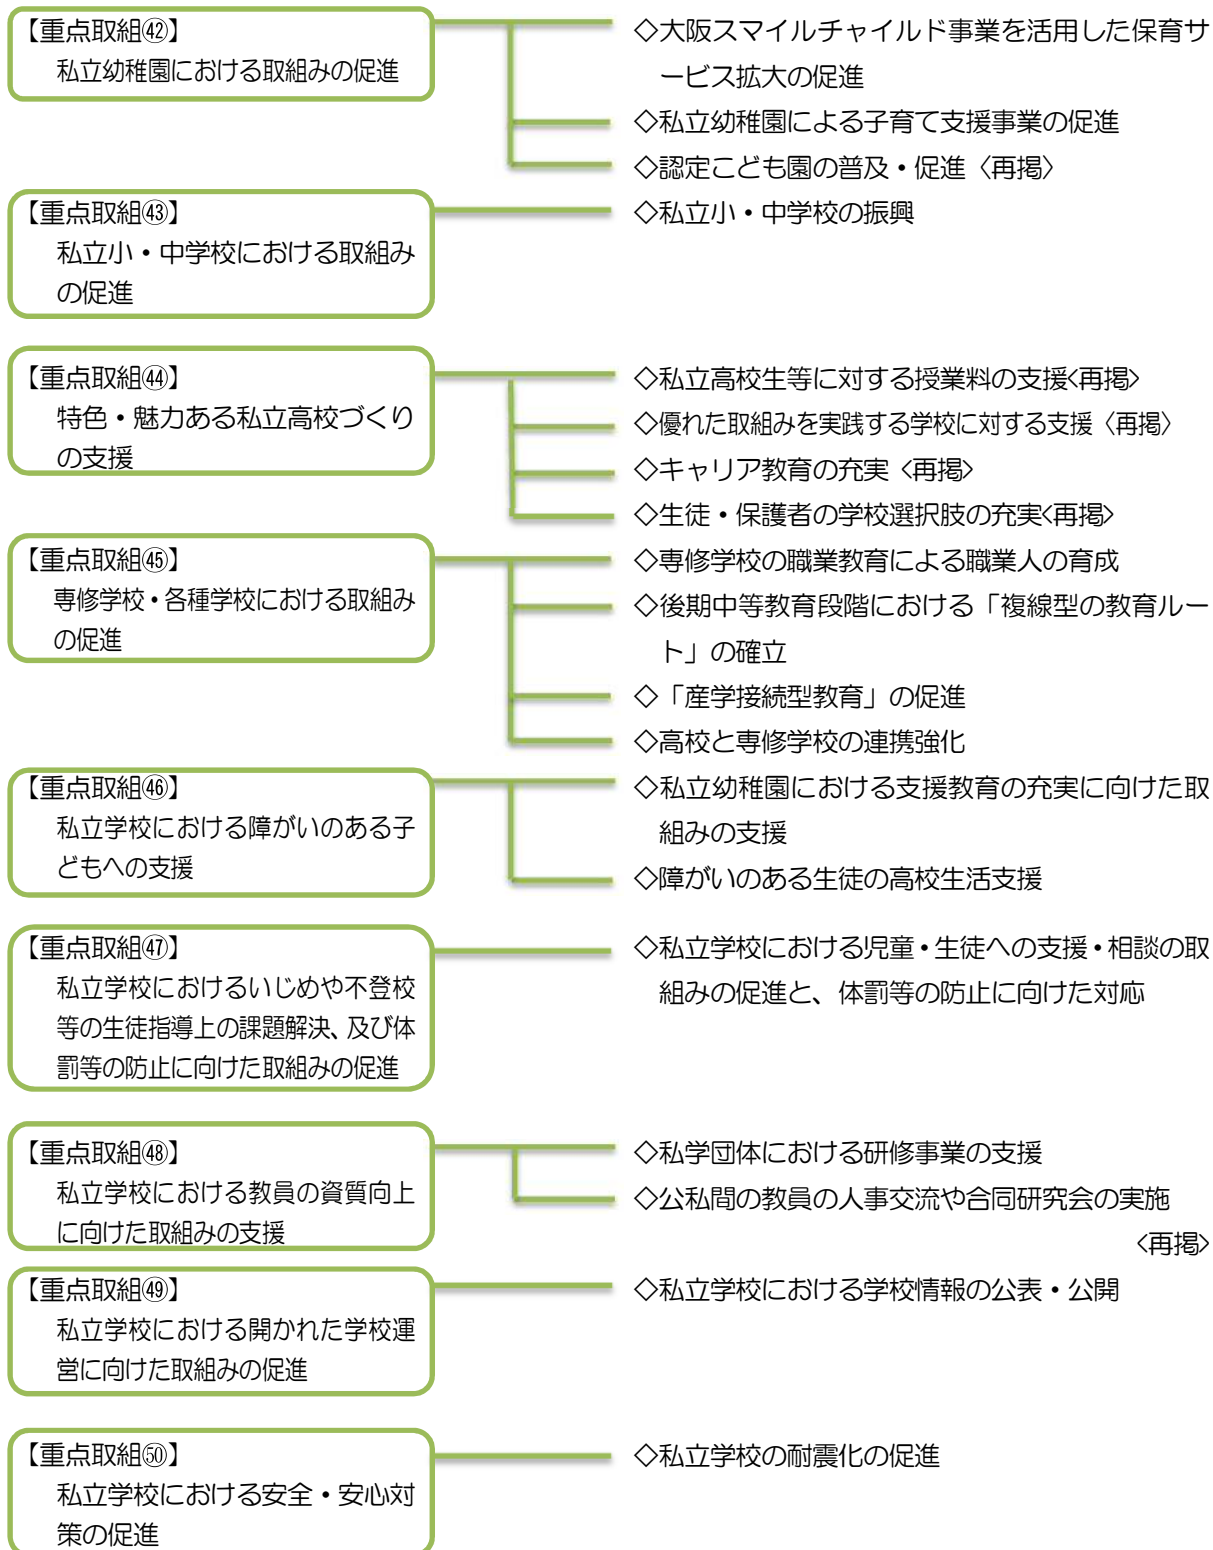 【重点取組㊷】
私立幼稚園における取組みの促進
◇大阪スマイルチャイルド事業を活用した保育サ
ービス拡大の促進
◇私立幼稚園による子育て支援事業の促進
◇認定こども園の普及・促進〈再掲〉
【重点取組㊸】
私立小・中学校における取組み
の促進
◇私立小・中学校の振興
【重点取組㊹】
特色・魅力ある私立高校づくり
の支援
◇私立高校生等に対する授業料の支援<再掲>
◇優れた取組みを実践する学校に対する支援〈再掲〉
◇キャリア教育の充実〈再掲〉
◇生徒・保護者の学校選択肢の充実<再掲>
【重点取組㊺】
専修学校・各種学校における取組み
の促進
◇専修学校の職業教育による職業人の育成
◇後期中等教育段階における「複線型の教育ルー
ト」の確立
◇「産学接続型教育」の促進
◇高校と専修学校の連携強化
【重点取組㊻】
私立学校における障がいのある子
どもへの支援
◇私立幼稚園における支援教育の充実に向けた取
組みの支援
◇障がいのある生徒の高校生活支援
【重点取組㊼】
私立学校におけるいじめや不登校
等の生徒指導上の課題解決、及び体
罰等の防止に向けた取組みの促進
◇私立学校における児童・生徒への支援・相談の取
組みの促進と、体罰等の防止に向けた対応
【重点取組㊽】
私立学校における教員の資質向上
に向けた取組みの支援
◇私学団体における研修事業の支援
◇公私間の教員の人事交流や合同研究会の実施
<再掲>
【重点取組㊾】
私立学校における開かれた学校運
営に向けた取組みの促進
◇私立学校における学校情報の公表・公開
【重点取組㊿】
私立学校における安全・安心対
策の促進
◇私立学校の耐震化の促進